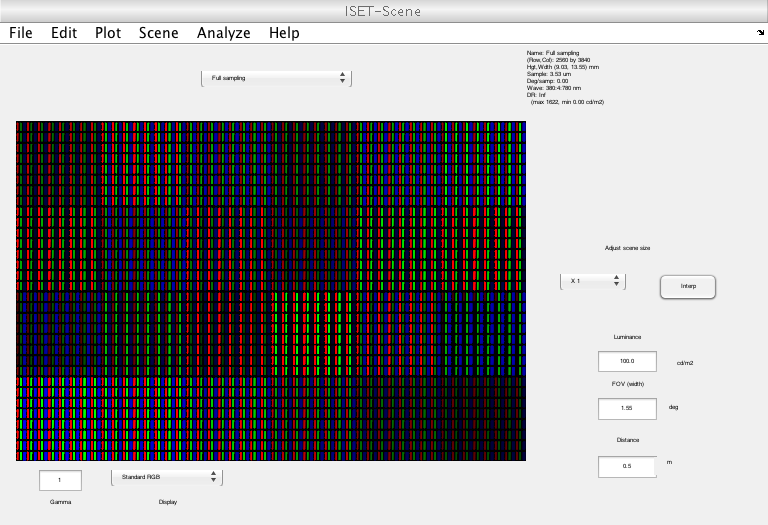 ISET-Scene
File Edit Plot Scene Analyze Help
Name: Full sampling
(Row,Col): 2560 by 3840
Hgt,Wdth (9.03, 13.55) mm
Sample: 3.53 um
Deg/samp: 0.00
Wave: 380:4:780 nm
DR: Inf
(max 1622, min 0.00 cd/m2)
Full sampling
Adjust scene size
X 1
Interp
Luminance
100.0 cd/m2
FOV (width)
1.55 deg
Distance
0.5 m
1
Standard RGB
Gamma
Display